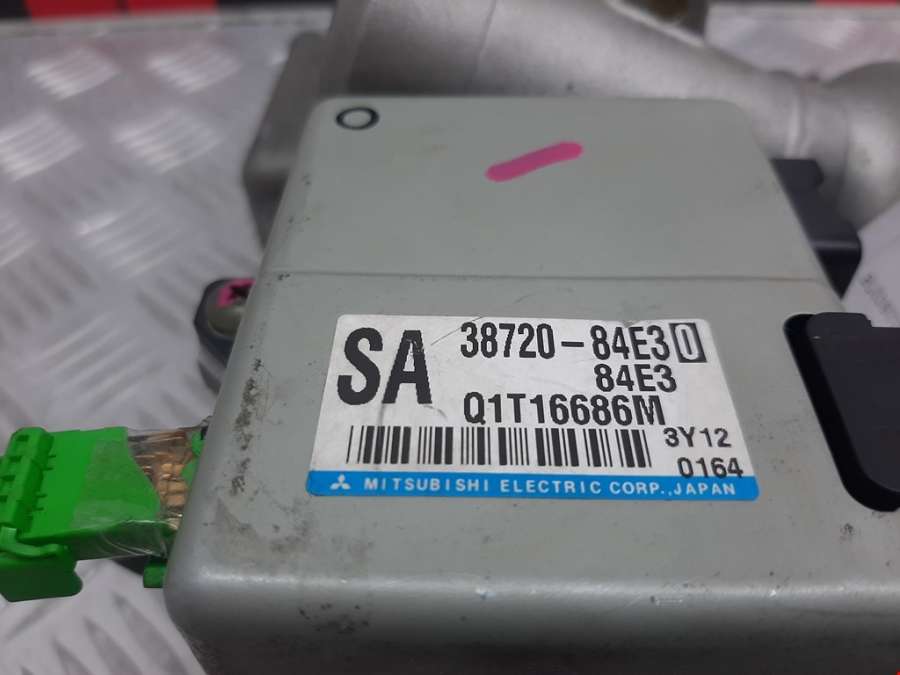 SA 38720-84E30
84E3
Q1T16686M
3Y12
0164
MITSUBISHI ELECTRIC CORP., JAPAN